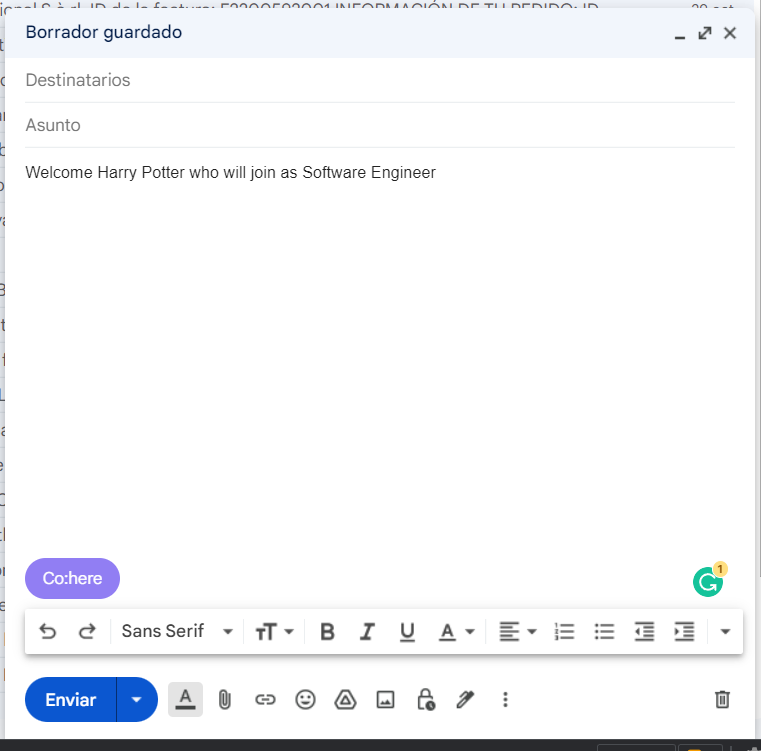 Borrador guardado
Destinatarios
Asunto
Welcome Harry Potter who will join as Software Engineer
Co:here
1
Sans Serif
Enviar